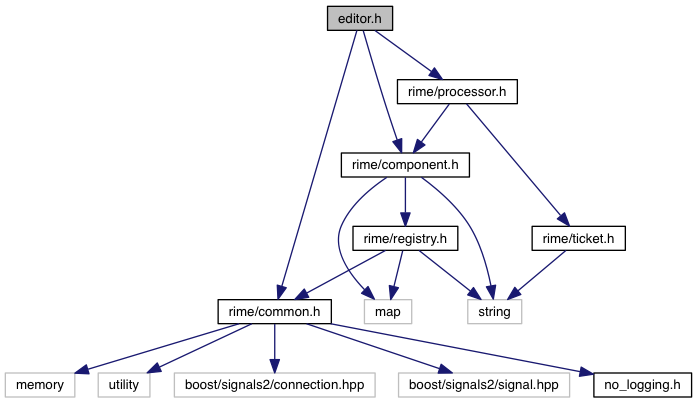 editor.h
rime/processor.h
rime/component.h
rime/registry.h
rime/ticket.h
rime/common.h
map
string
memory
utility
boost/signals2/connection.hpp
boost/signals2/signal.hpp
no_logging.h